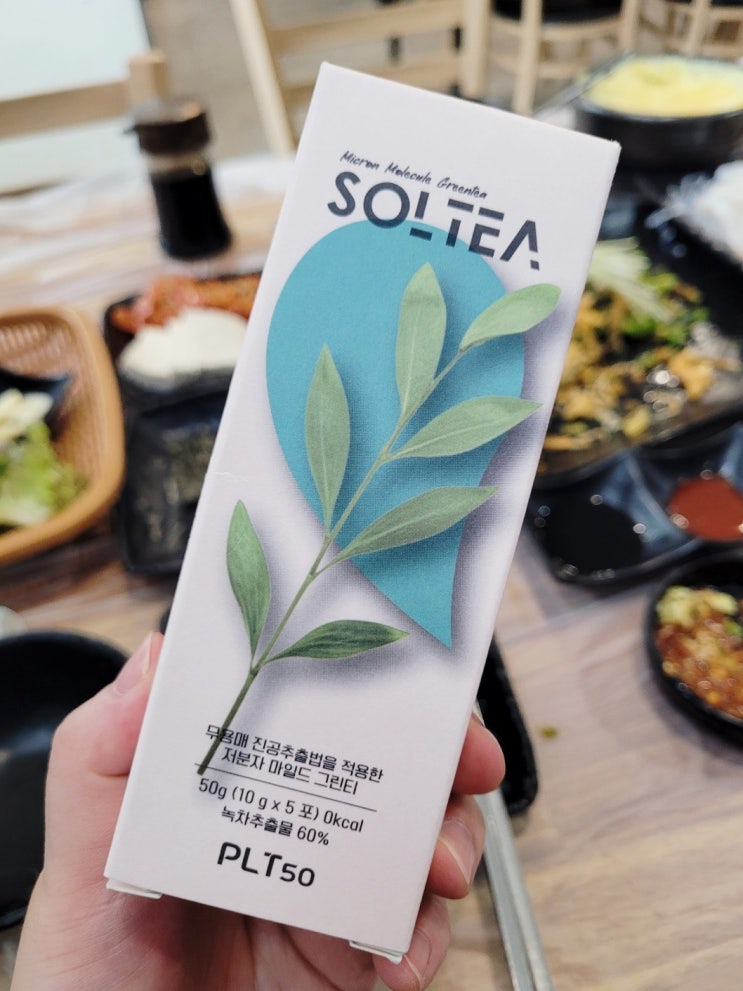 Micron Molecule Greentea
SOLTEA
무용매 진공추출법을 적용한
저분자 마일드 그린티
50g (10 g x 5 포) 0kcal
녹차추출물 60%
PLT50